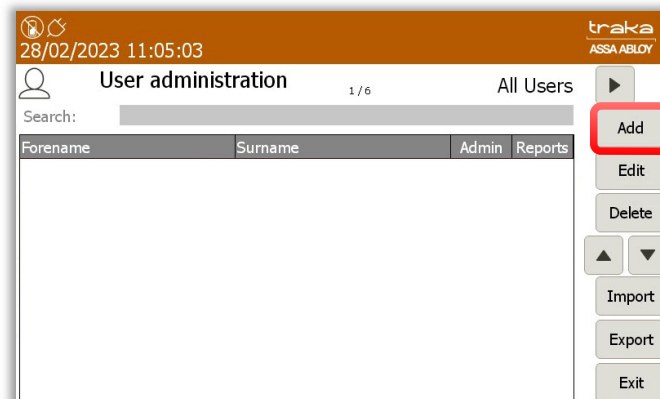 traka
28/02/2023 11:05:03
ASSA ABLOY
User administration
1/6
All Users
Search:
Add
Forename Surname Admin Reports
Edit
Delete
Import
Export
Exit